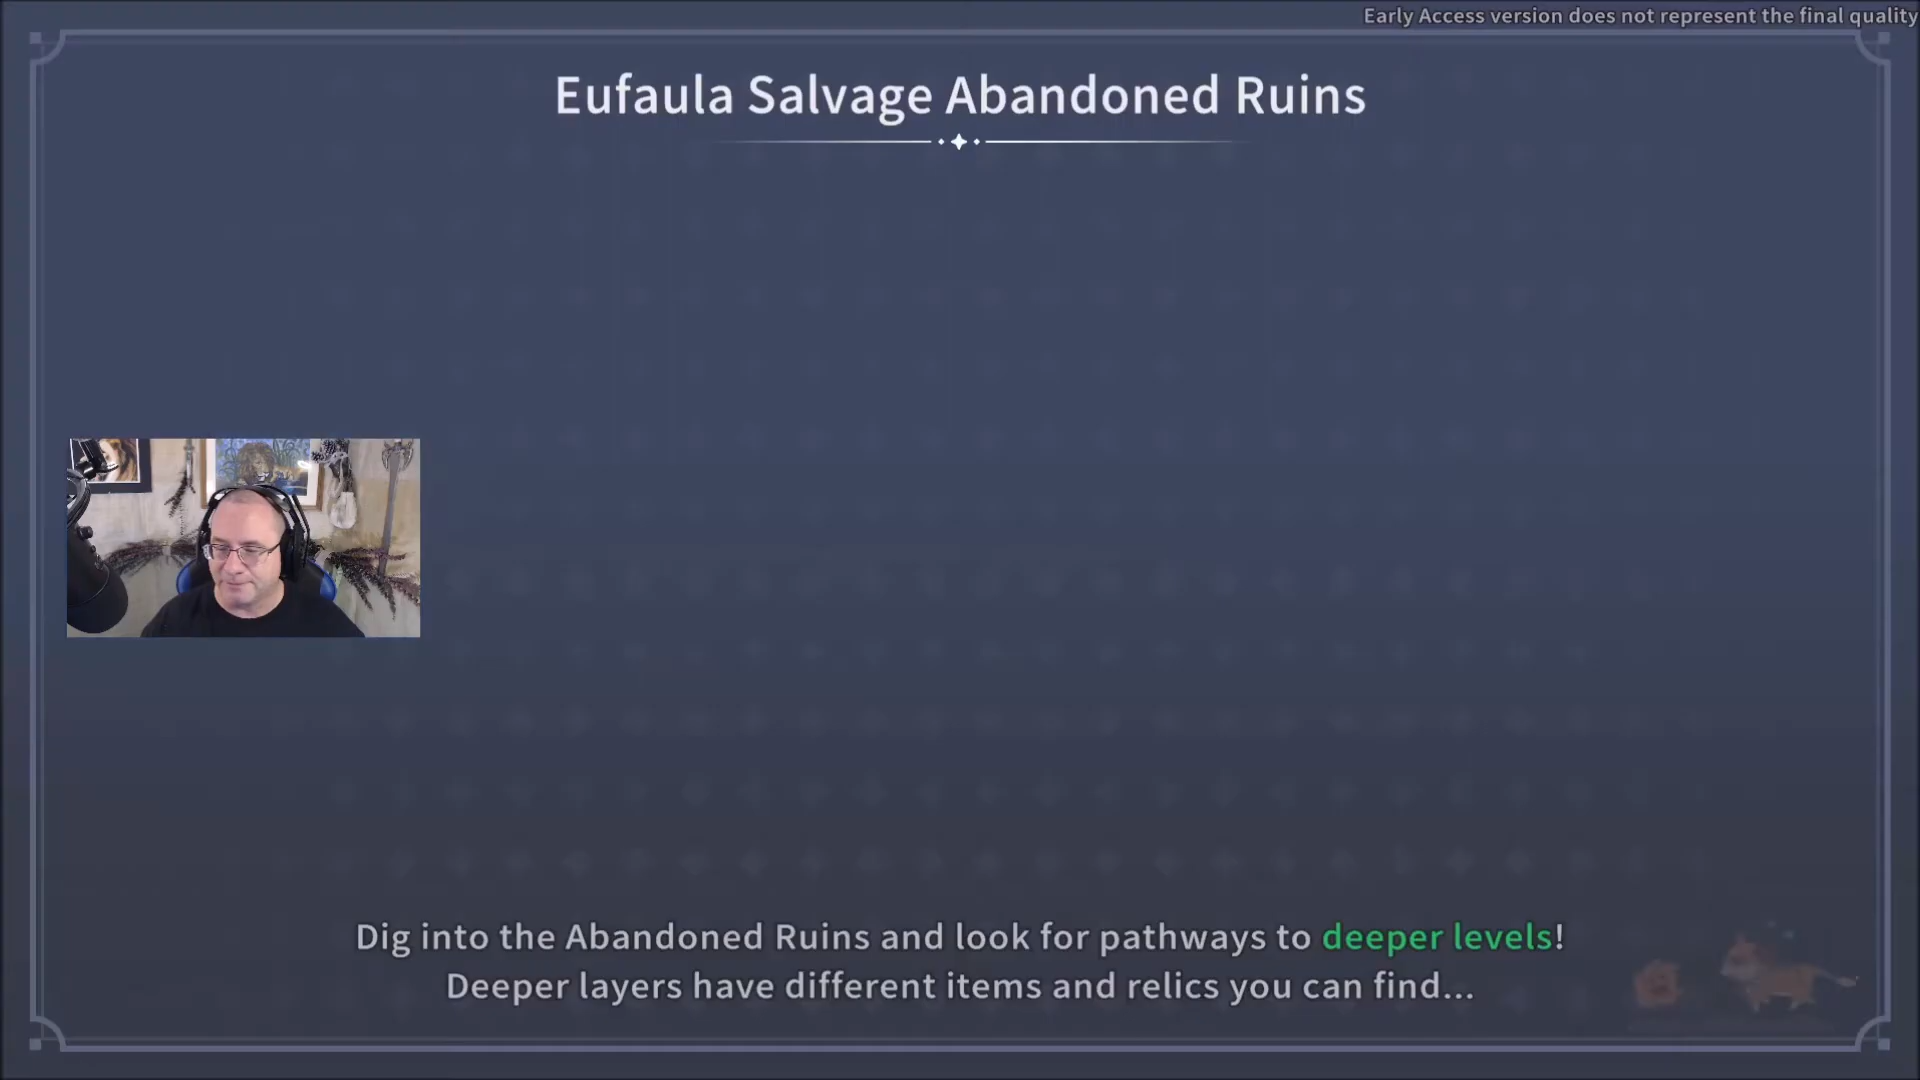 Early Access version does not represent the final quality
Eufaula Salvage Abandoned Ruins
Dig into the Abandoned Ruins and look for pathways to deeper levels!
Deeper layers have different items and relics you can find...